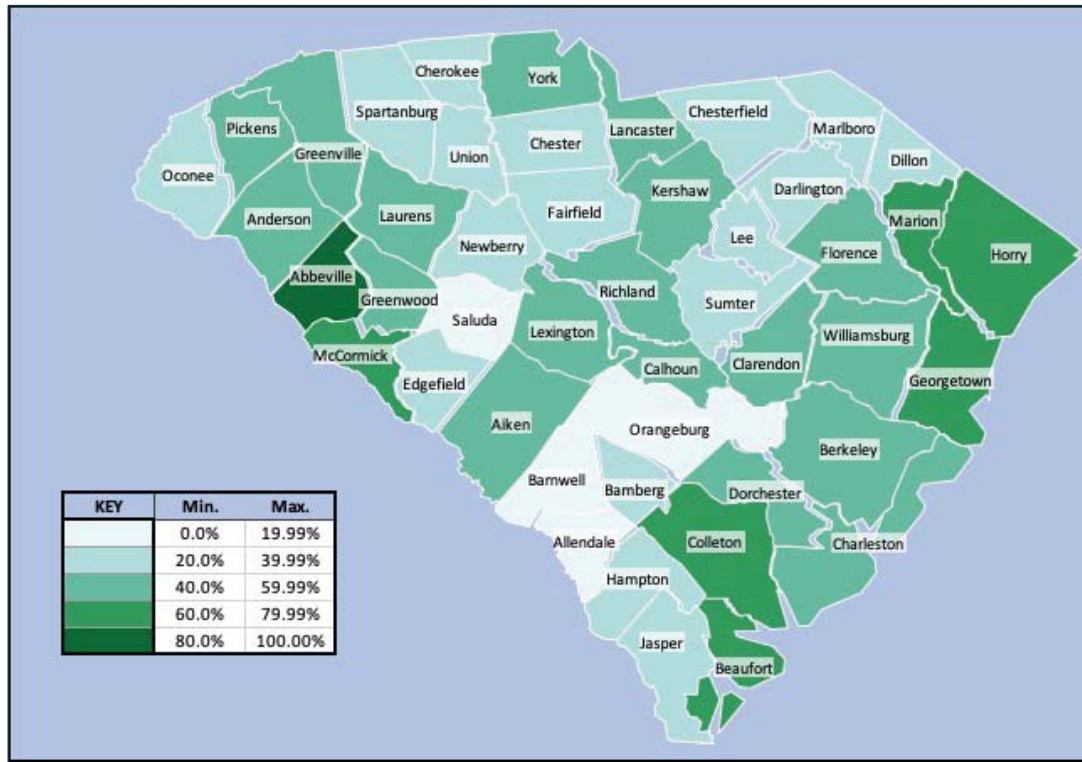 Cherokee
York
Spartanburg
Chesterfield
Pickens
Lancaster
Marlboro
Greenville
Union
Chester
Dillon
Oconee
Kershaw
Darlington
Anderson
Laurens
Fairfield
Marion
Newberry
Lee
Florence
Horry
Abbeville
Greenwood
Richland
Sumter
Saluda
Lexington
Williamsburg
McCormick
Calhoun
Clarendon
Edgefield
Georgetown
Aiken
Orangeburg
Berkeley
Barnwell
Bamberg
Dorchester
Allendale
Colleton
Charleston
Hampton
Jasper
Beaufort
KEY Min. Max.
0.0% 19.99%
20.0% 39.99%
40.0% 59.99%
60.0% 79.99%
80.0% 100.00%